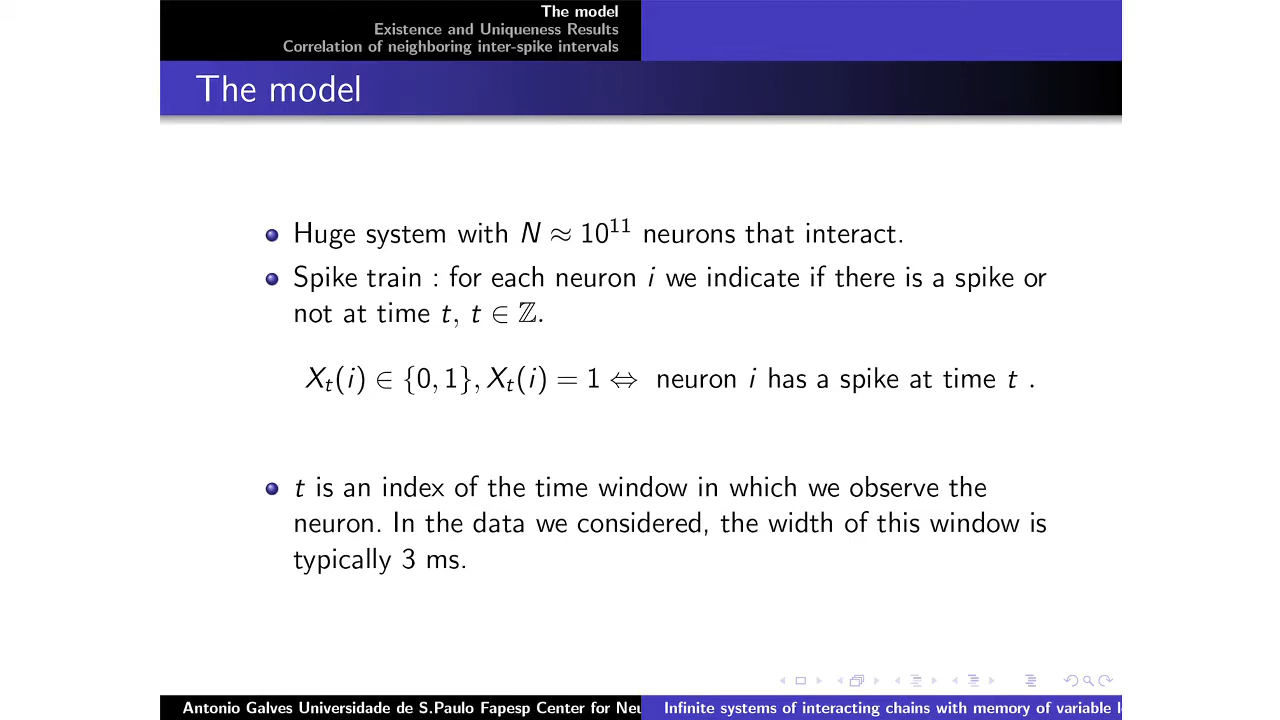 The model
Existence and Uniqueness Results
Correlation of neighboring inter-spike intervals
The model
Huge system with N ≈ 10¹¹ neurons that interact.
Spike train : for each neuron i we indicate if there is a spike or
not at time t, t ∈ ℤ.
Xₜ(i) ∈ {0, 1}, Xₜ(i) = 1 ⇔ neuron i has a spike at time t .
t is an index of the time window in which we observe the
neuron. In the data we considered, the width of this window is
typically 3 ms.
Antonio Galves Universidade de S.Paulo Fapesp Center for Neu
Infinite systems of interacting chains with memory of variable l